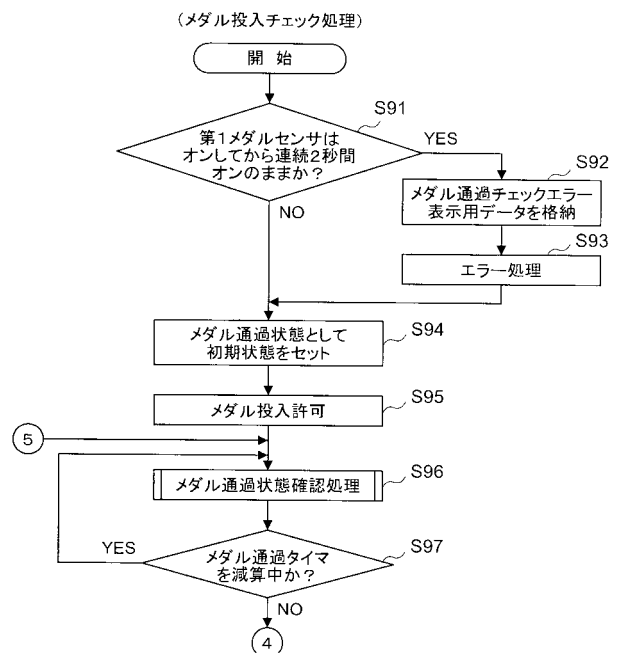 (メダル投入チェック処理)
開 始
S91
第1メダルセンサは
オンしてから連続2秒間
オンのままか？
YES
NO
S92
メダル通過チェックエラー
表示用データを格納
S93
エラー処理
メダル通過状態として
初期状態をセット
S94
メダル投入許可
S95
5
メダル通過状態確認処理
S96
YES
メダル通過タイマ
を減算中か？
S97
NO
4